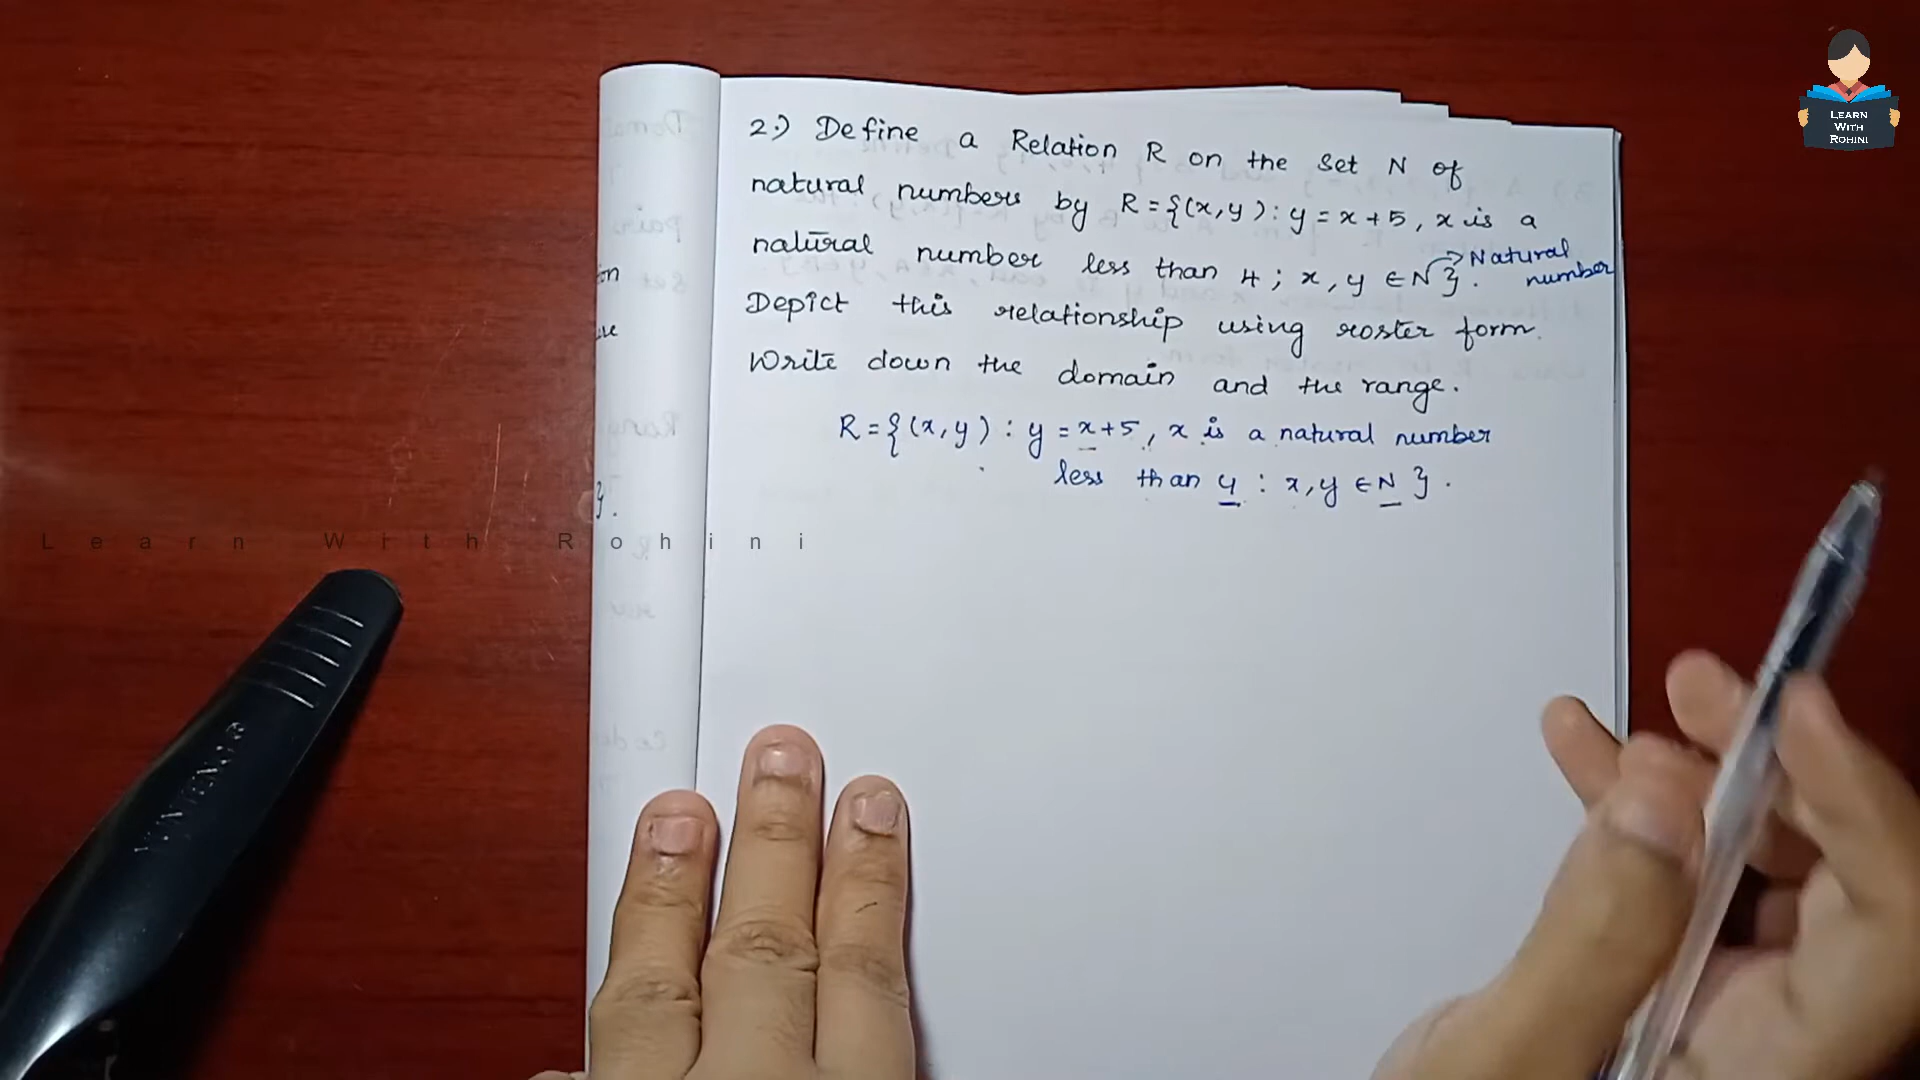 2.) Define a Relation R on the set N of
natural numbers by R = {(x,y) : y = x + 5, x is a
natural number less than 4 ; x, y ∈ N }. Natural
number
Depict this relationship using roster form.
Write down the domain and the range.
R = {(x,y) : y = x+5, x is a natural number
less than 4 : x,y ∈ N }.
}.
Learn With Rohini
LEARN
WITH
ROHINI